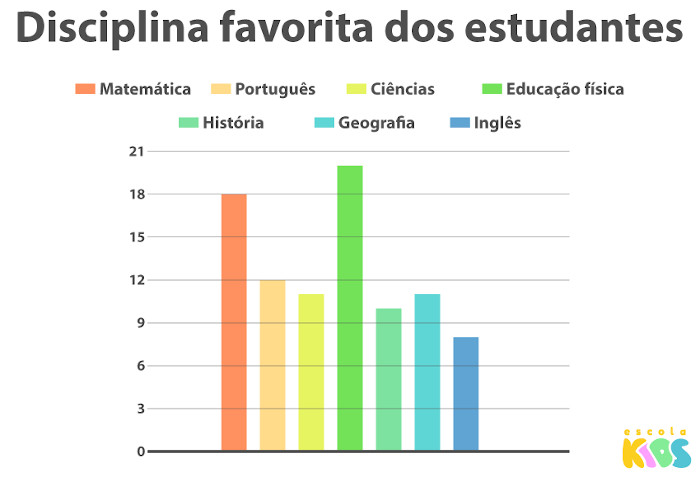 Disciplina favorita dos estudantes
Matemática Português Ciências Educação física
História Geografia Inglês
21
18
15
12
9
6
3
0
escola
KIDS